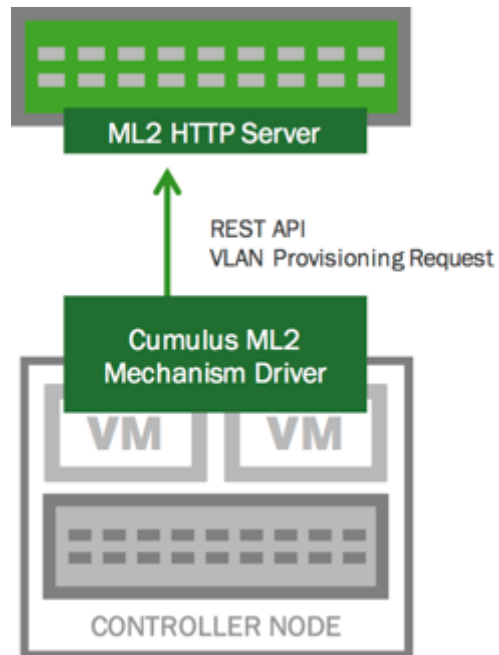 ML2 HTTP Server
REST API
VLAN Provisioning Request
Cumulus ML2
Mechanism Driver
VM VM
CONTROLLER NODE